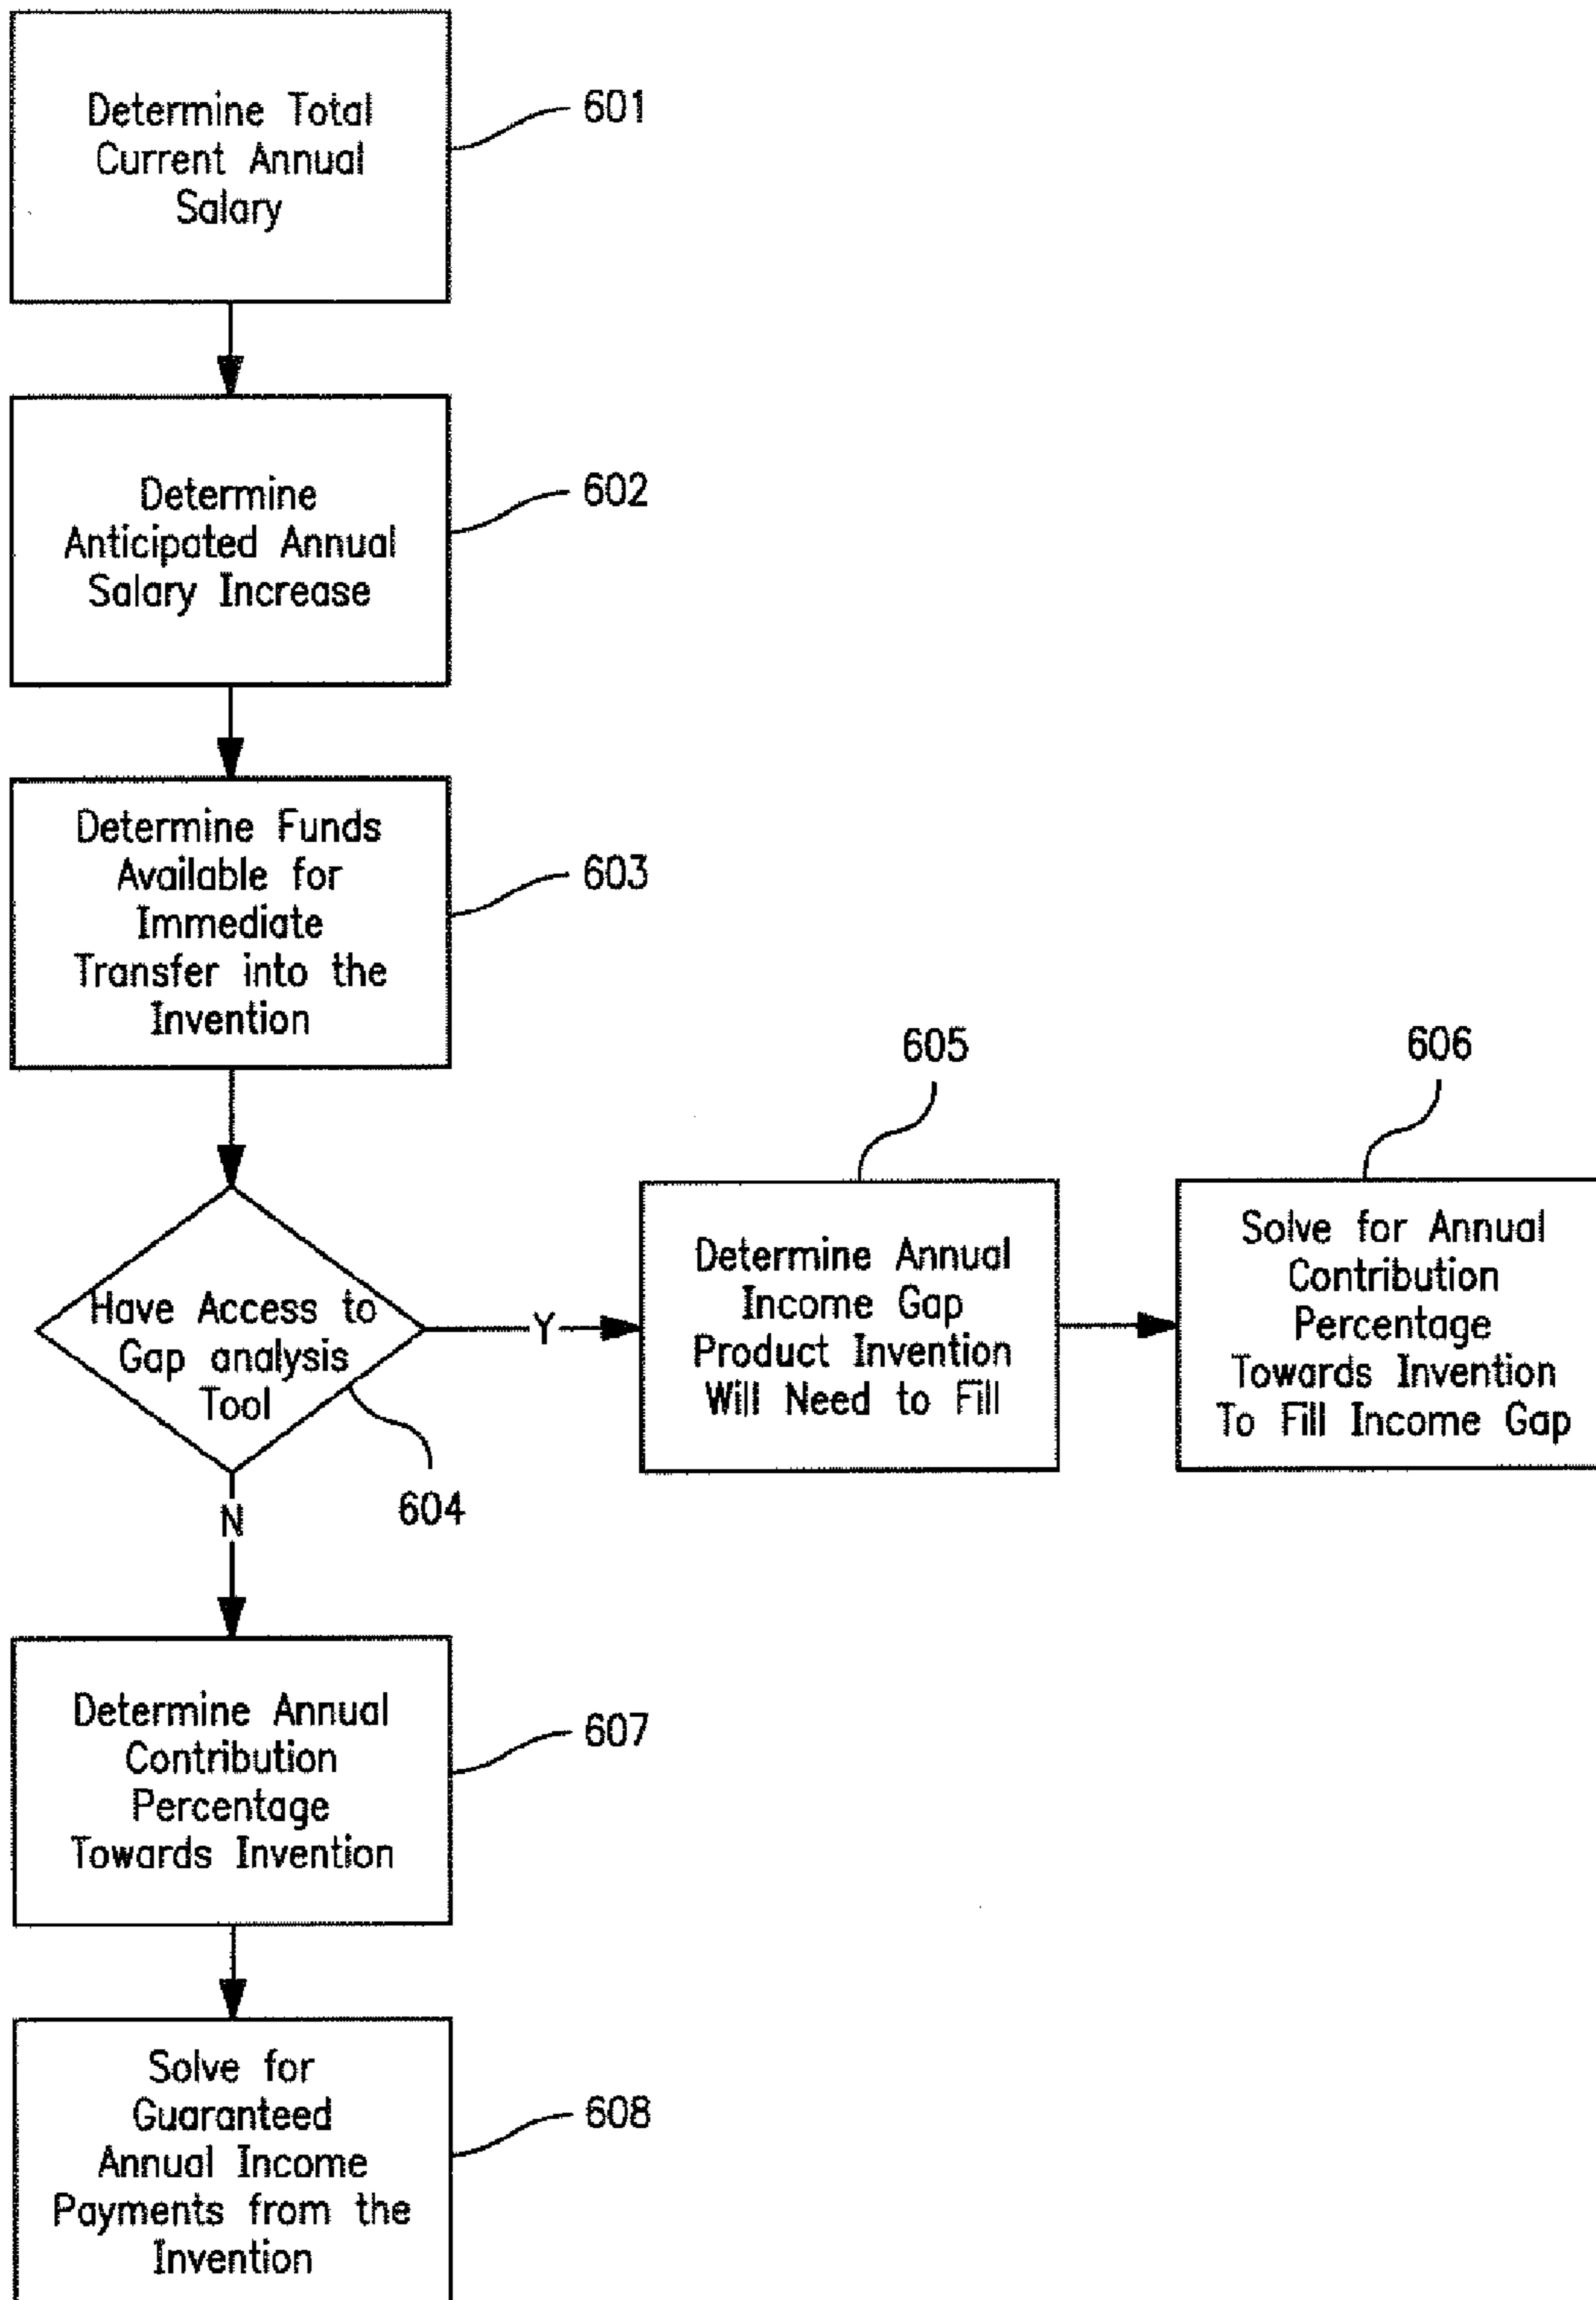 Determine Total
Current Annual
Salary
601
Determine
Anticipated Annual
Salary Increase
602
Determine Funds
Available for
Immediate
Transfer into the
Invention
603
Have Access to
Gap analysis
Tool
604
Y
605
Determine Annual
Income Gap
Product Invention
Will Need to Fill
606
Solve for Annual
Contribution
Percentage
Towards Invention
To Fill Income Gap
N
Determine Annual
Contribution
Percentage
Towards Invention
607
Solve for
Guaranteed
Annual Income
Payments from the
Invention
608